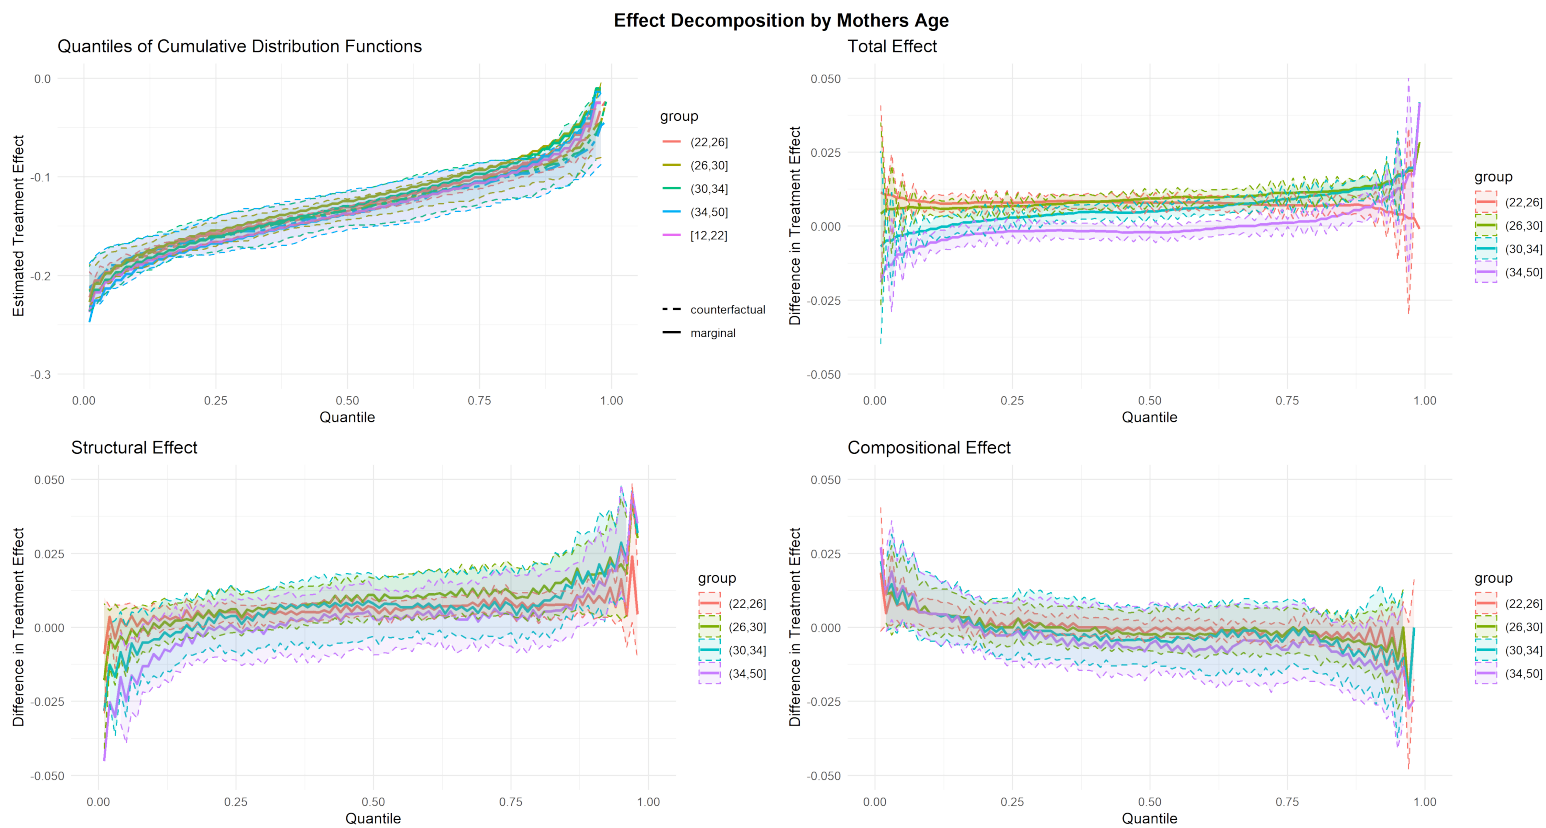 Effect Decomposition by Mothers Age
Quantiles of Cumulative Distribution Functions
Estimated Treatment Effect
0.0
-0.1
-0.2
-0.3
0.00 0.25 0.50 0.75 1.00
Quantile
group
(22,26]
(26,30]
(30,34]
(34,50]
[12,22]
counterfactual
marginal
Total Effect
Difference in Treatment Effect
0.050
0.025
0.000
-0.025
-0.050
0.00 0.25 0.50 0.75 1.00
Quantile
group
(22,26]
(26,30]
(30,34]
(34,50]
Structural Effect
Difference in Treatment Effect
0.050
0.025
0.000
-0.025
-0.050
0.00 0.25 0.50 0.75 1.00
Quantile
group
(22,26]
(26,30]
(30,34]
(34,50]
Compositional Effect
Difference in Treatment Effect
0.050
0.025
0.000
-0.025
-0.050
0.00 0.25 0.50 0.75 1.00
Quantile
group
(22,26]
(26,30]
(30,34]
(34,50]